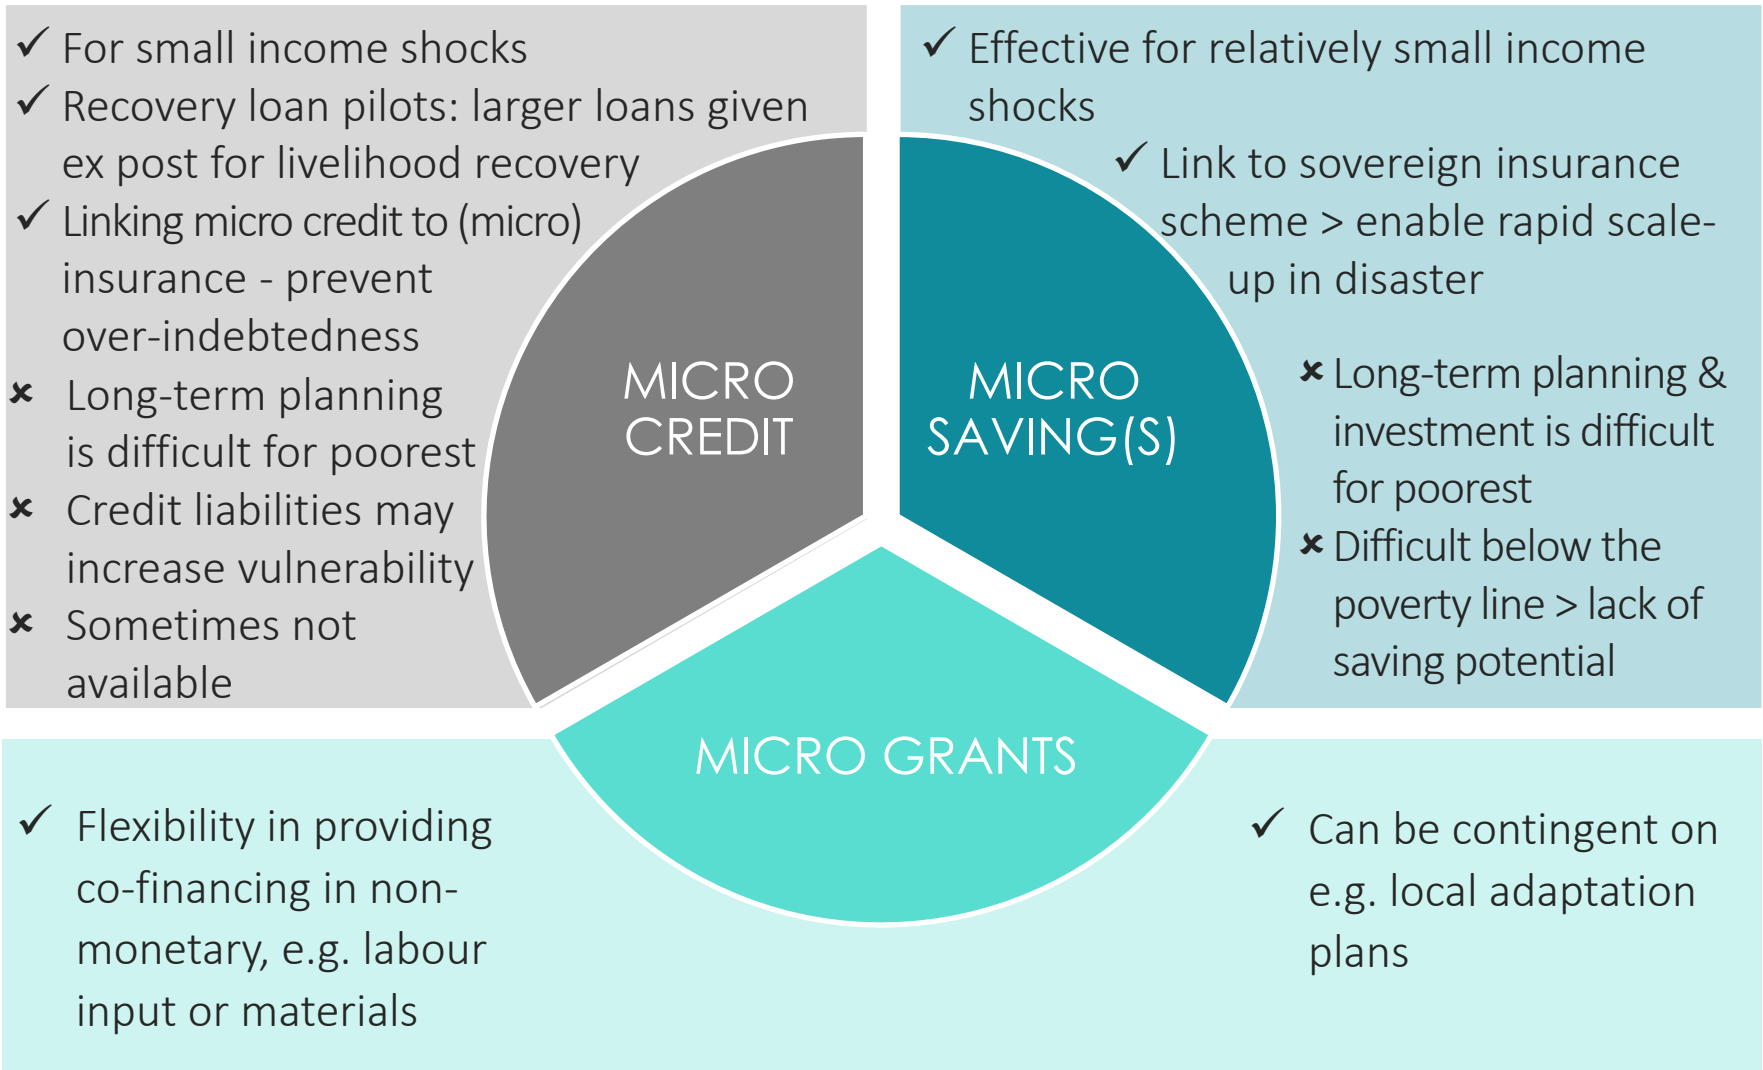 ✓ For small income shocks
✓ Recovery loan pilots: larger loans given
ex post for livelihood recovery
✓ Linking micro credit to (micro)
insurance - prevent
over-indebtedness
✘ Long-term planning
is difficult for poorest
✘ Credit liabilities may
increase vulnerability
✘ Sometimes not
available
MICRO
CREDIT
✓ Effective for relatively small income
shocks
✓ Link to sovereign insurance
scheme > enable rapid scale-
up in disaster
✘ Long-term planning &
investment is difficult
for poorest
✘ Difficult below the
poverty line > lack of
saving potential
MICRO
SAVING(S)
MICRO GRANTS
✓ Flexibility in providing
co-financing in non-
monetary, e.g. labour
input or materials
✓ Can be contingent on
e.g. local adaptation
plans